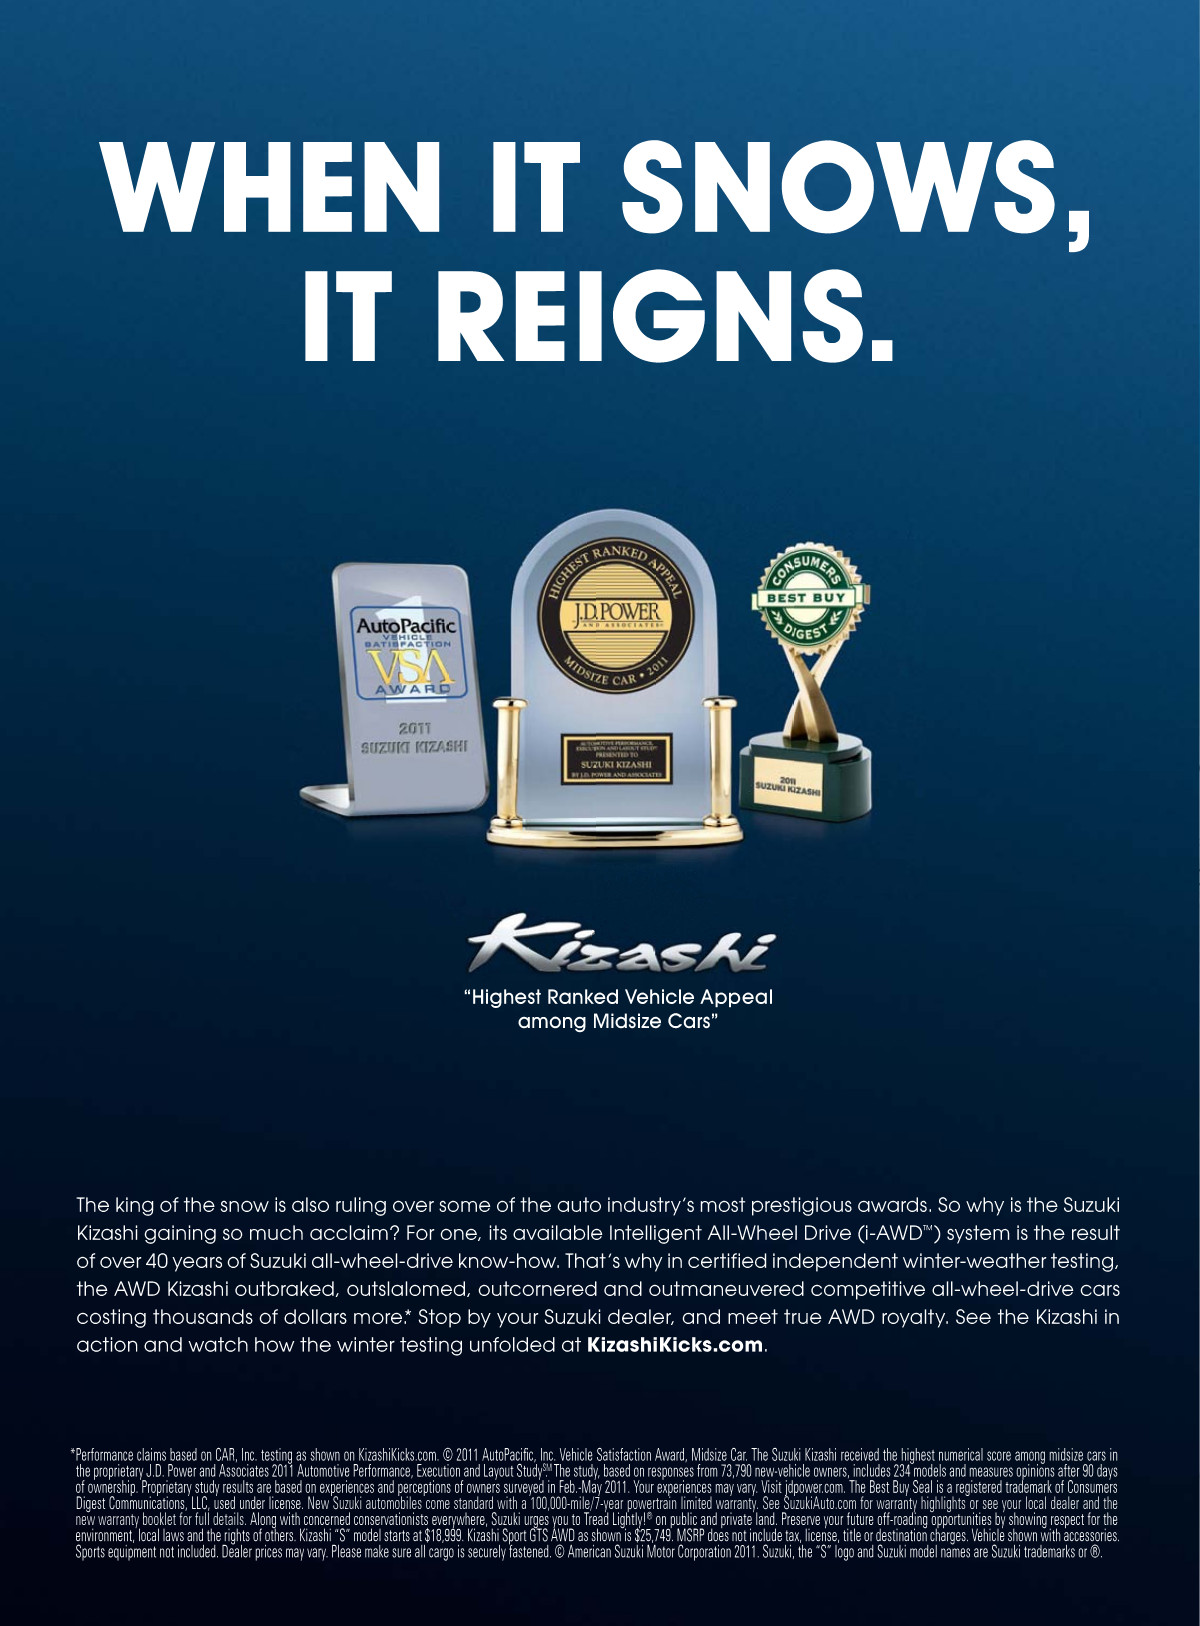 WHEN IT SNOWS,
IT REIGNS.
1
AutoPacific
VEHICLE
SATISFACTION
VSA
AWARD
2011
SUZUKI KIZASHI
HIGHEST RANKED APPEAL
J.D. POWER
AND ASSOCIATES®
MIDSIZE CAR • 2011
AUTOMOTIVE PERFORMANCE,
EXECUTION AND LAYOUT STUDY
PRESENTED TO
SUZUKI KIZASHI
BY J.D. POWER AND ASSOCIATES
CONSUMERS
BEST BUY
DIGEST
2011
SUZUKI KIZASHI
Kizashi
“Highest Ranked Vehicle Appeal
among Midsize Cars”
The king of the snow is also ruling over some of the auto industry’s most prestigious awards. So why is the Suzuki
Kizashi gaining so much acclaim? For one, its available Intelligent All-Wheel Drive (i-AWD™) system is the result
of over 40 years of Suzuki all-wheel-drive know-how. That’s why in certified independent winter-weather testing,
the AWD Kizashi outbraked, outslalomed, outcornered and outmaneuvered competitive all-wheel-drive cars
costing thousands of dollars more.* Stop by your Suzuki dealer, and meet true AWD royalty. See the Kizashi in
action and watch how the winter testing unfolded at KizashiKicks.com.
*Performance claims based on CAR, Inc. testing as shown on KizashiKicks.com. © 2011 AutoPacific, Inc. Vehicle Satisfaction Award, Midsize Car. The Suzuki Kizashi received the highest numerical score among midsize cars in
the proprietary J.D. Power and Associates 2011 Automotive Performance, Execution and Layout Study℠. The study, based on responses from 73,790 new-vehicle owners, includes 234 models and measures opinions after 90 days
of ownership. Proprietary study results are based on experiences and perceptions of owners surveyed in Feb.-May 2011. Your experiences may vary. Visit jdpower.com. The Best Buy Seal is a registered trademark of Consumers
Digest Communications, LLC, used under license. New Suzuki automobiles come standard with a 100,000-mile/7-year powertrain limited warranty. See SuzukiAuto.com for warranty highlights or see your local dealer and the
new warranty booklet for full details. Along with concerned conservationists everywhere, Suzuki urges you to Tread Lightly!® on public and private land. Preserve your future off-roading opportunities by showing respect for the
environment, local laws and the rights of others. Kizashi “S” model starts at $18,999. Kizashi Sport GTS AWD as shown is $25,749. MSRP does not include tax, license, title or destination charges. Vehicle shown with accessories.
Sports equipment not included. Dealer prices may vary. Please make sure all cargo is securely fastened. © American Suzuki Motor Corporation 2011. Suzuki, the “S” logo and Suzuki model names are Suzuki trademarks or ®.